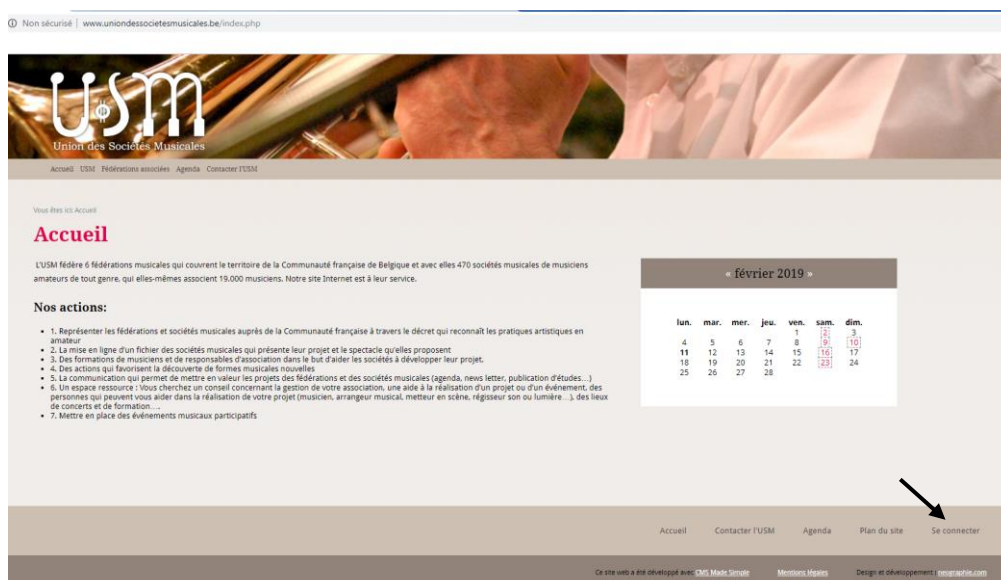 Non sécurisé | www.uniondessocietesmusicales.be/index.php
USM
Union des Sociétés Musicales
Accueil USM Fédérations associées Agenda Contacter l'USM
Vous êtes ici: Accueil
Accueil
L'USM fédère 6 fédérations musicales qui couvrent le territoire de la Communauté française de Belgique et avec elles 470 sociétés musicales de musiciens
amateurs de tout genre, qui elles-mêmes associent 19.000 musiciens. Notre site Internet est à leur service.
Nos actions:
1. Représenter les fédérations et sociétés musicales auprès de la Communauté française à travers le décret qui reconnaît les pratiques artistiques en
amateur
2. La mise en ligne d'un fichier des sociétés musicales qui présente leur projet et le spectacle qu'elles proposent
3. Des formations de musiciens et de responsables d'association dans le but d'aider les sociétés à développer leur projet.
4. Des actions qui favorisent la découverte de formes musicales nouvelles
5. La communication qui permet de mettre en valeur les projets des fédérations et des sociétés musicales (agenda, news letter, publication d'études…)
6. Un espace ressource : Vous cherchez un conseil concernant la gestion de votre association, une aide à la réalisation d'un projet ou d'un événement, des
personnes qui peuvent vous aider dans la réalisation de votre projet (musicien, arrangeur musical, metteur en scène, régisseur son ou lumière…), des lieux
de concerts et de formation….
7. Mettre en place des événements musicaux participatifs
« février 2019 »
lun. mar. mer. jeu. ven. sam. dim.
1 2 3
4 5 6 7 8 9 10
11 12 13 14 15 16 17
18 19 20 21 22 23 24
25 26 27 28
Accueil Contacter l'USM Agenda Plan du site Se connecter
Ce site web a été développé avec CMS Made Simple Mentions légales Design et développement : neographie.com